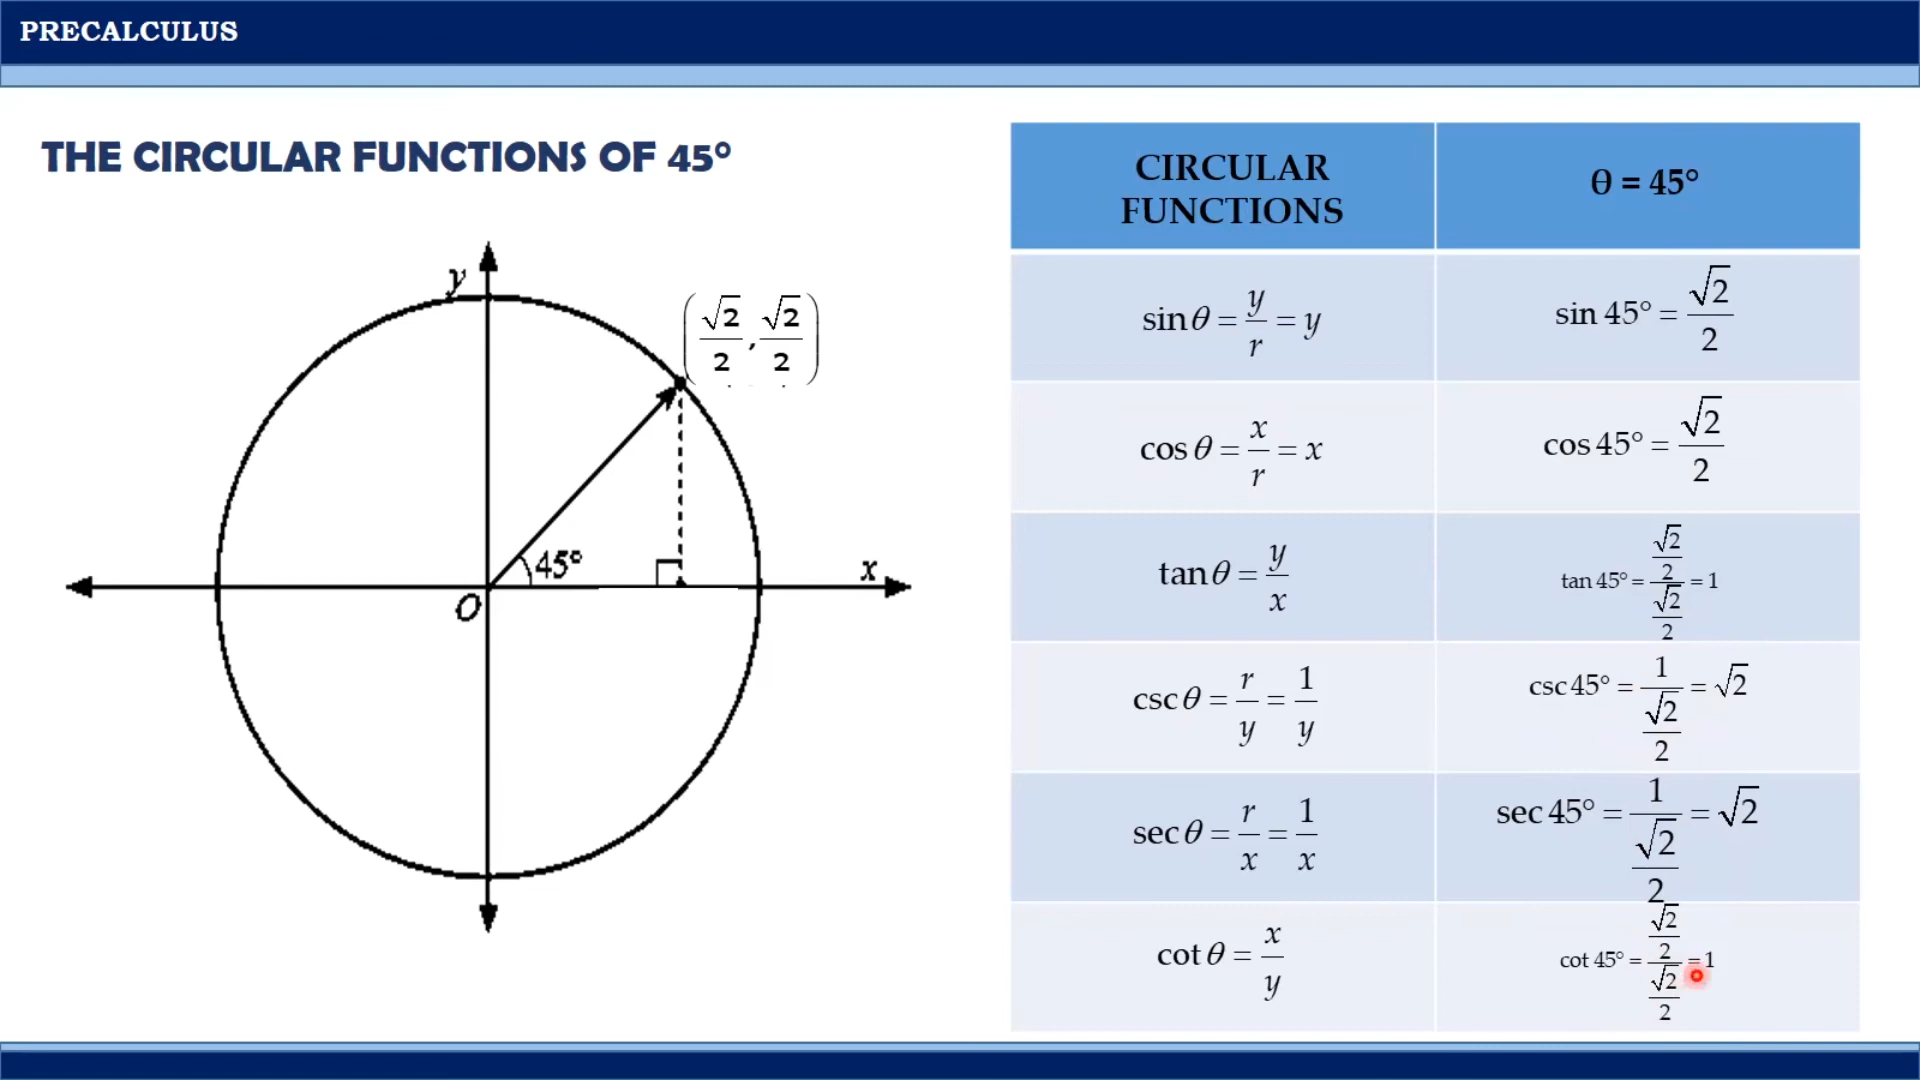 PRECALCULUS
THE CIRCULAR FUNCTIONS OF 45°
y
(√2/2, √2/2)
45°
x
O
CIRCULAR FUNCTIONS
θ = 45°
sin θ = y/r = y
sin 45° = √2/2
cos θ = x/r = x
cos 45° = √2/2
tan θ = y/x
tan 45° = (√2/2)/(√2/2) = 1
csc θ = r/y = 1/y
csc 45° = 1/(√2/2) = √2
sec θ = r/x = 1/x
sec 45° = 1/(√2/2) = √2
cot θ = x/y
cot 45° = (√2/2)/(√2/2) = 1